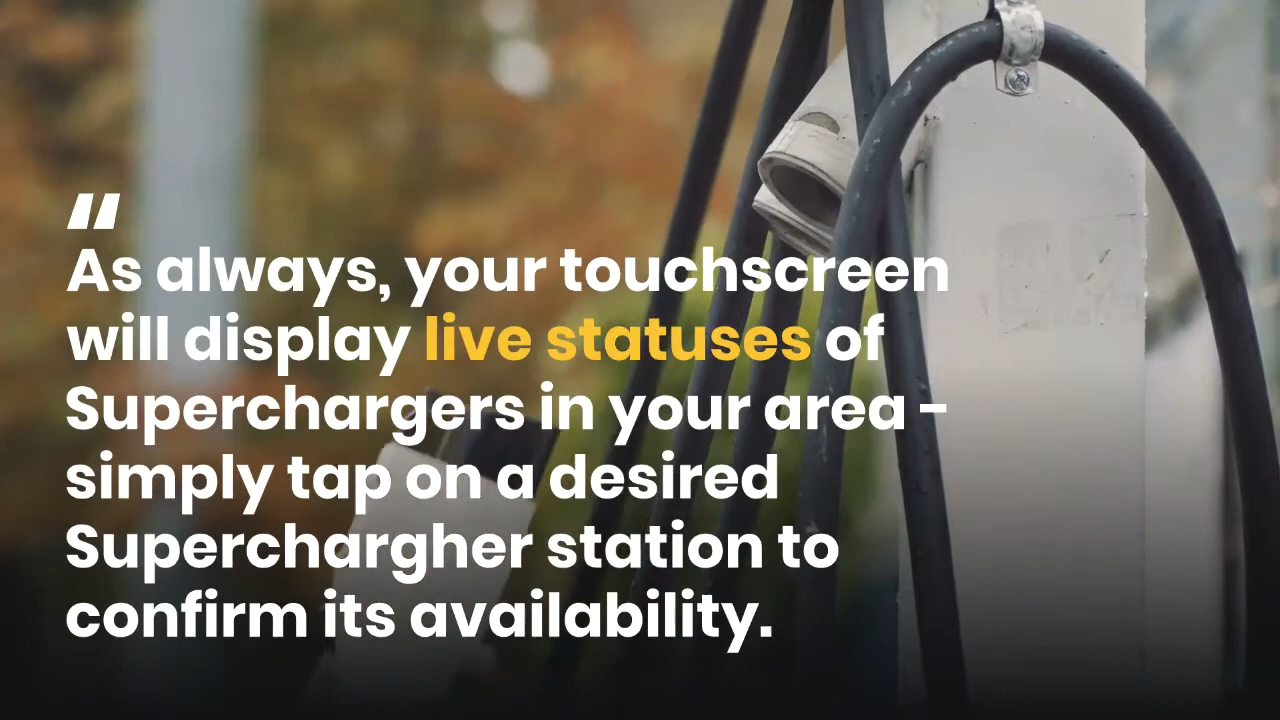 “
As always, your touchscreen
will display live statuses of
Superchargers in your area -
simply tap on a desired
Superchargher station to
confirm its availability.